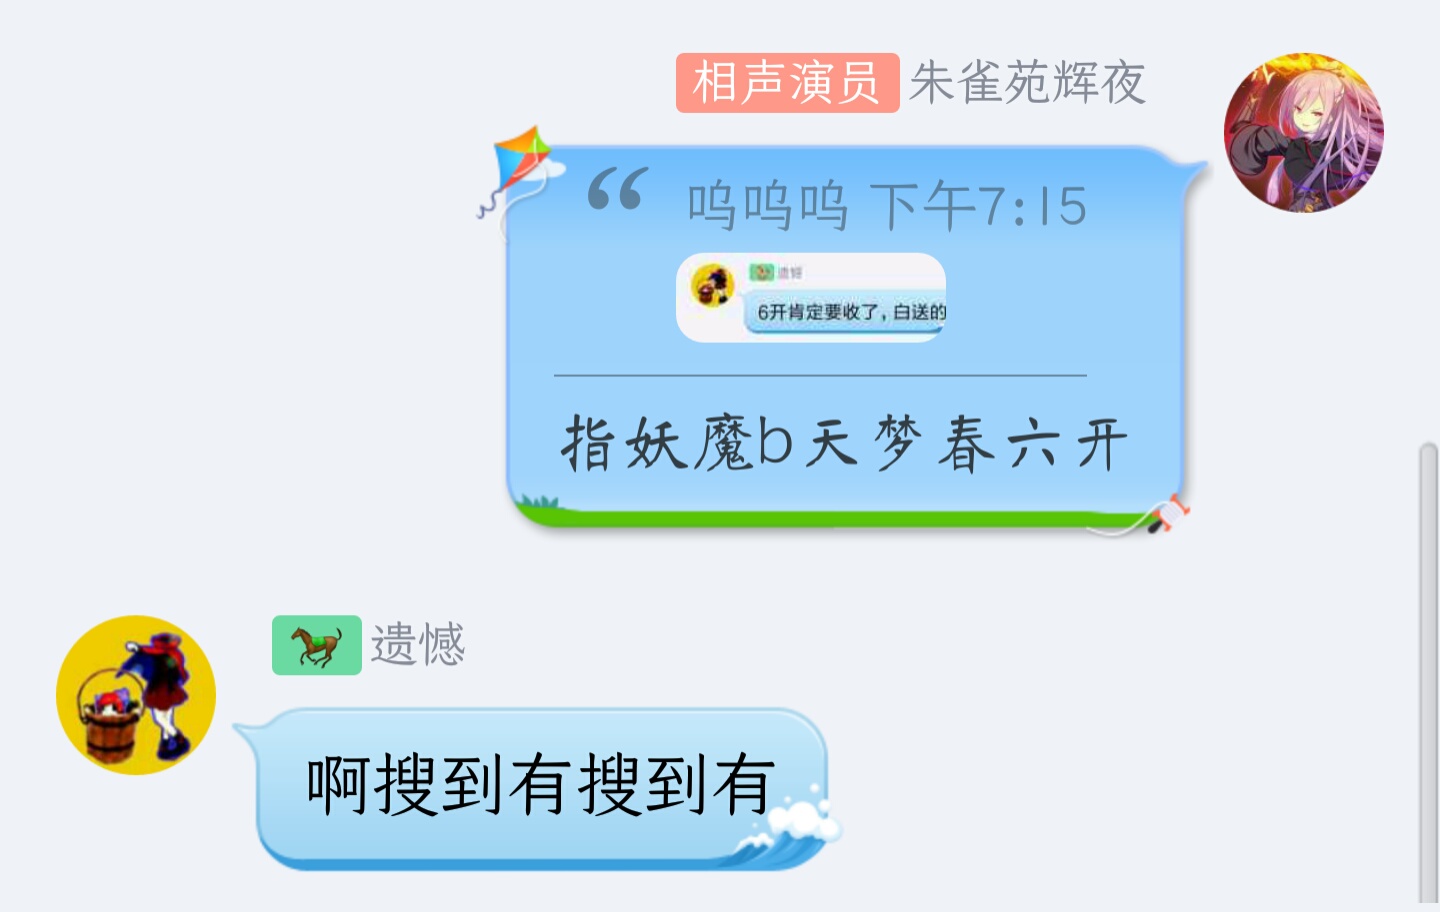 相声演员 朱雀苑辉夜
“ 呜呜呜 下午7:15
遗憾
6开肯定要收了，白送的
指妖魔b天梦春六开
遗憾
啊搜到有搜到有